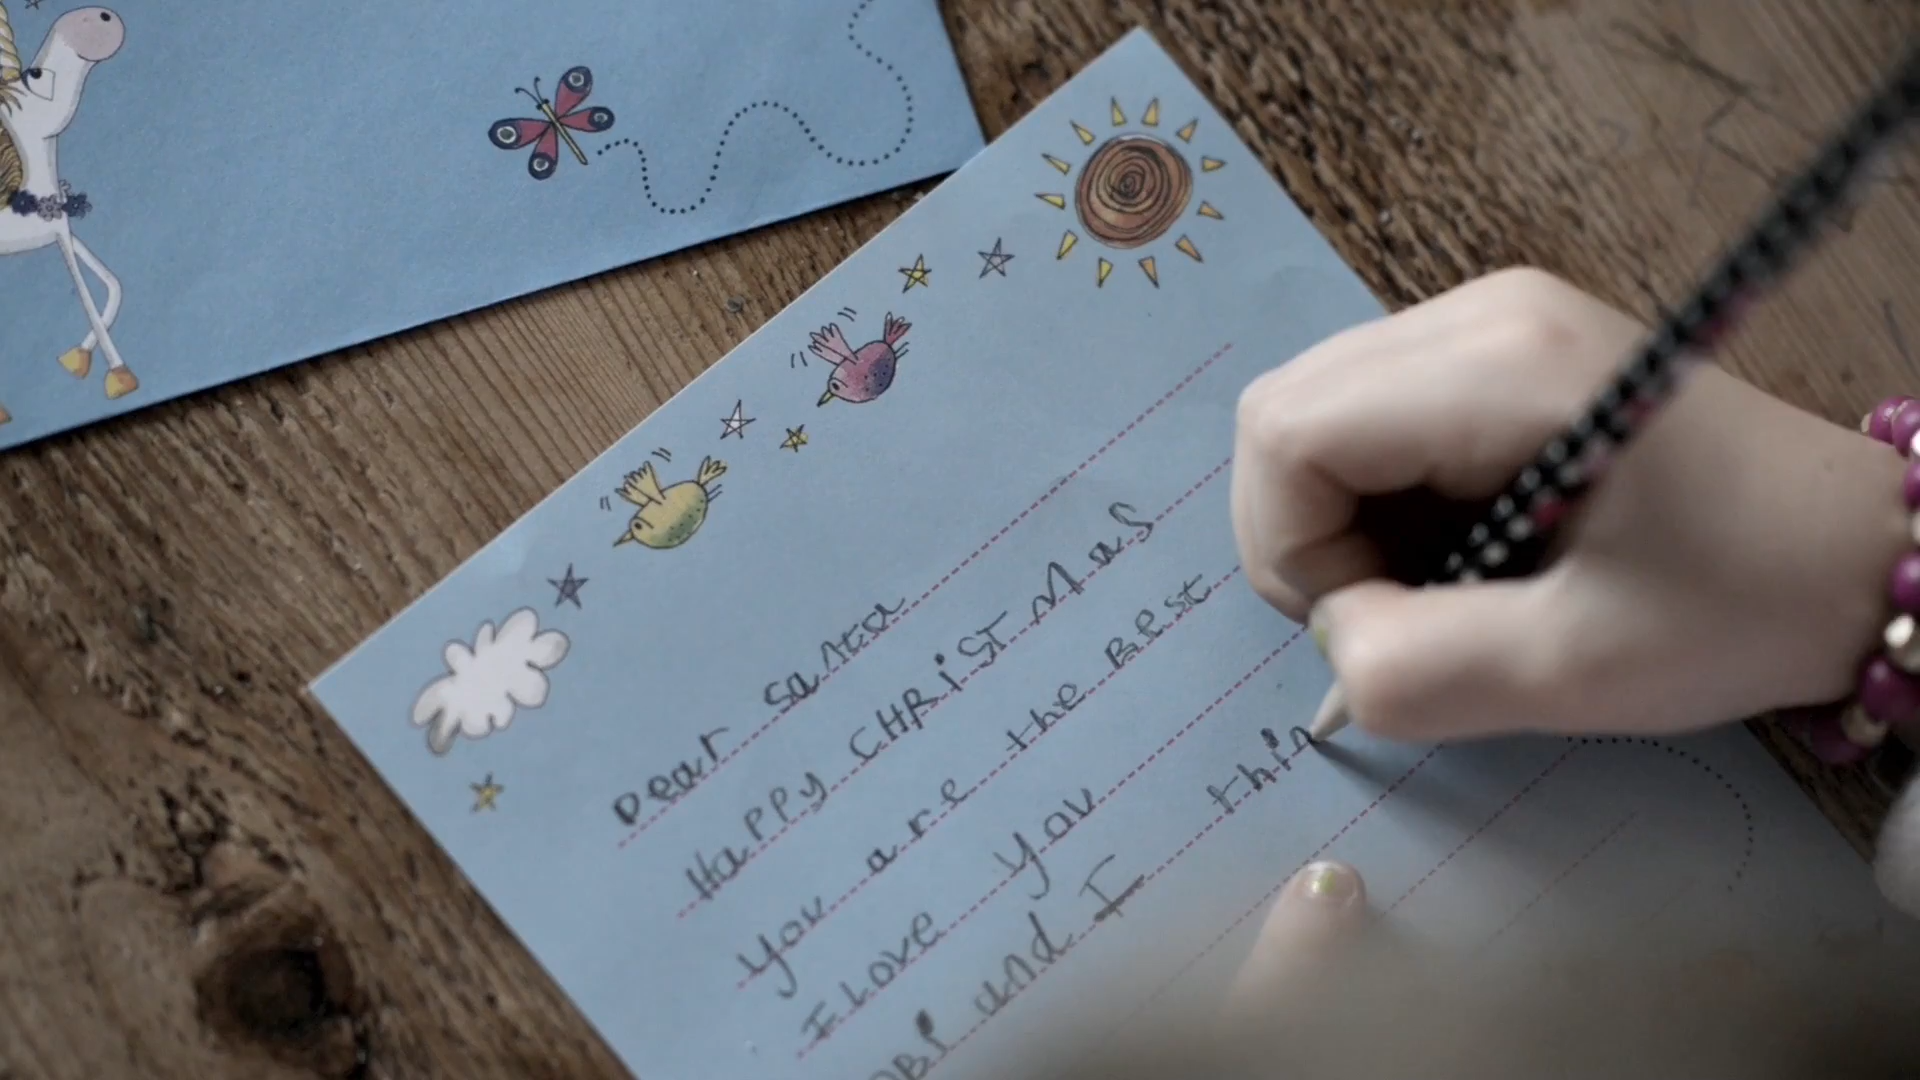 Dear santa
Happy CHRiSTMas
you are the Best
I Love you
and I thin